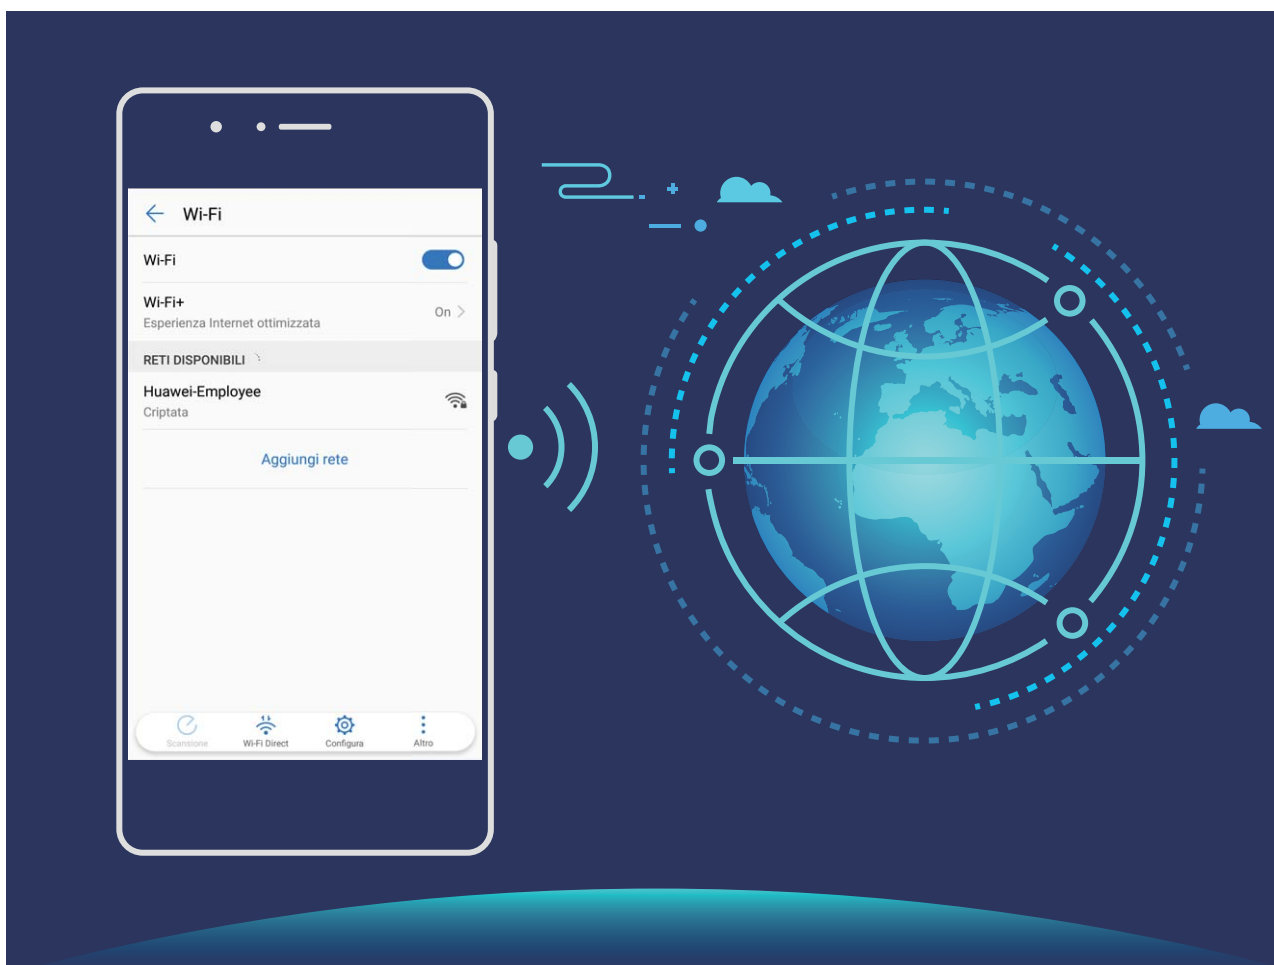 Wi-Fi
Wi-Fi
Wi-Fi+
Esperienza Internet ottimizzata
On
RETI DISPONIBILI
Huawei-Employee
Criptata
Aggiungi rete
Scansione
Wi-Fi Direct
Configura
Altro